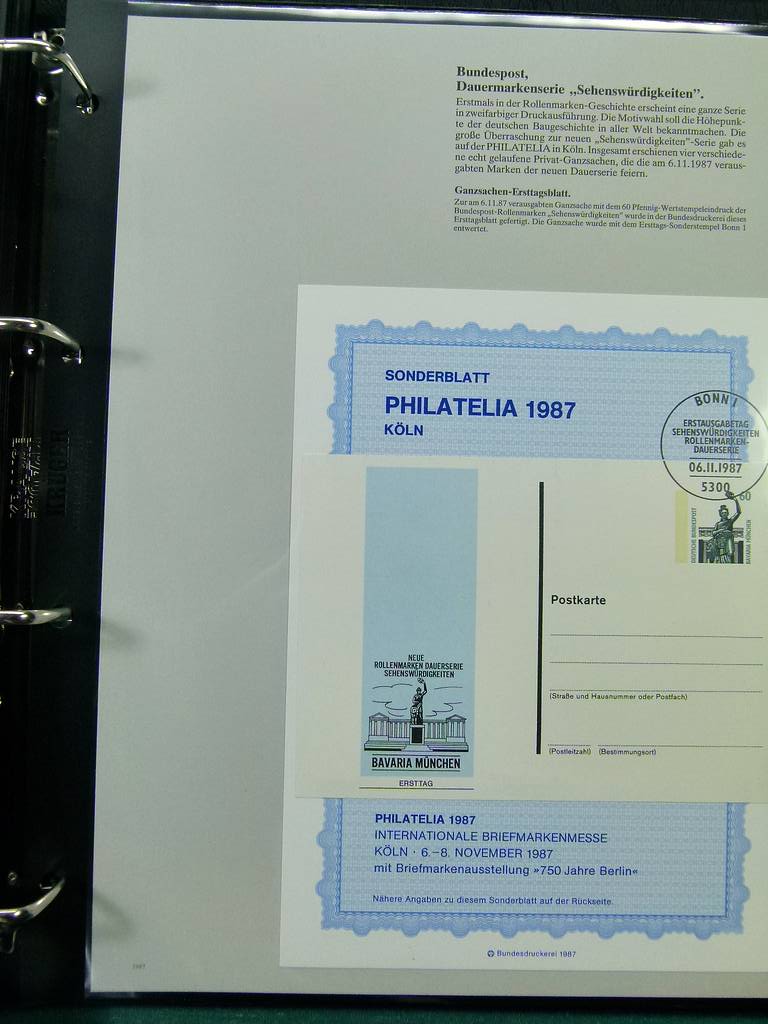 Bundespost,
Dauermarkenserie „Sehenswürdigkeiten”.
Erstmals in der Rollenmarken-Geschichte erscheint eine ganze Serie
in zweifarbiger Druckausführung. Die Motivwahl soll die Höhepunk-
te der deutschen Baugeschichte in aller Welt bekanntmachen. Die
große Überraschung zur neuen „Sehenswürdigkeiten”-Serie gab es
auf der PHILATELIA in Köln. Insgesamt erschienen vier verschiede-
ne echt gelaufene Privat-Ganzsachen, die die am 6.11.1987 veraus-
gabten Marken der neuen Dauerserie feiern.
Ganzsachen-Ersttagsblatt.
Zur am 6.11.87 verausgabten Ganzsache mit dem 60 Pfennig-Wertstempeleindruck der
Bundespost-Rollenmarken „Sehenswürdigkeiten” wurde in der Bundesdruckerei dieses
Ersttagsblatt gefertigt. Die Ganzsache wurde mit dem Ersttags-Sonderstempel Bonn 1
entwertet.
SONDERBLATT
PHILATELIA 1987
KÖLN
BONN 1
ERSTAUSGABETAG
SEHENSWÜRDIGKEITEN
ROLLENMARKEN-
DAUERSERIE
06.11.1987
5300
60
DEUTSCHE BUNDESPOST
BAVARIA MÜNCHEN
Postkarte
(Straße und Hausnummer oder Postfach)
(Postleitzahl) (Bestimmungsort)
NEUE
ROLLENMARKEN DAUERSERIE
SEHENSWÜRDIGKEITEN
BAVARIA MÜNCHEN
ERSTTAG
PHILATELIA 1987
INTERNATIONALE BRIEFMARKENMESSE
KÖLN · 6.–8. NOVEMBER 1987
mit Briefmarkenausstellung »750 Jahre Berlin«
Nähere Angaben zu diesem Sonderblatt auf der Rückseite.
Bundesdruckerei 1987
1987